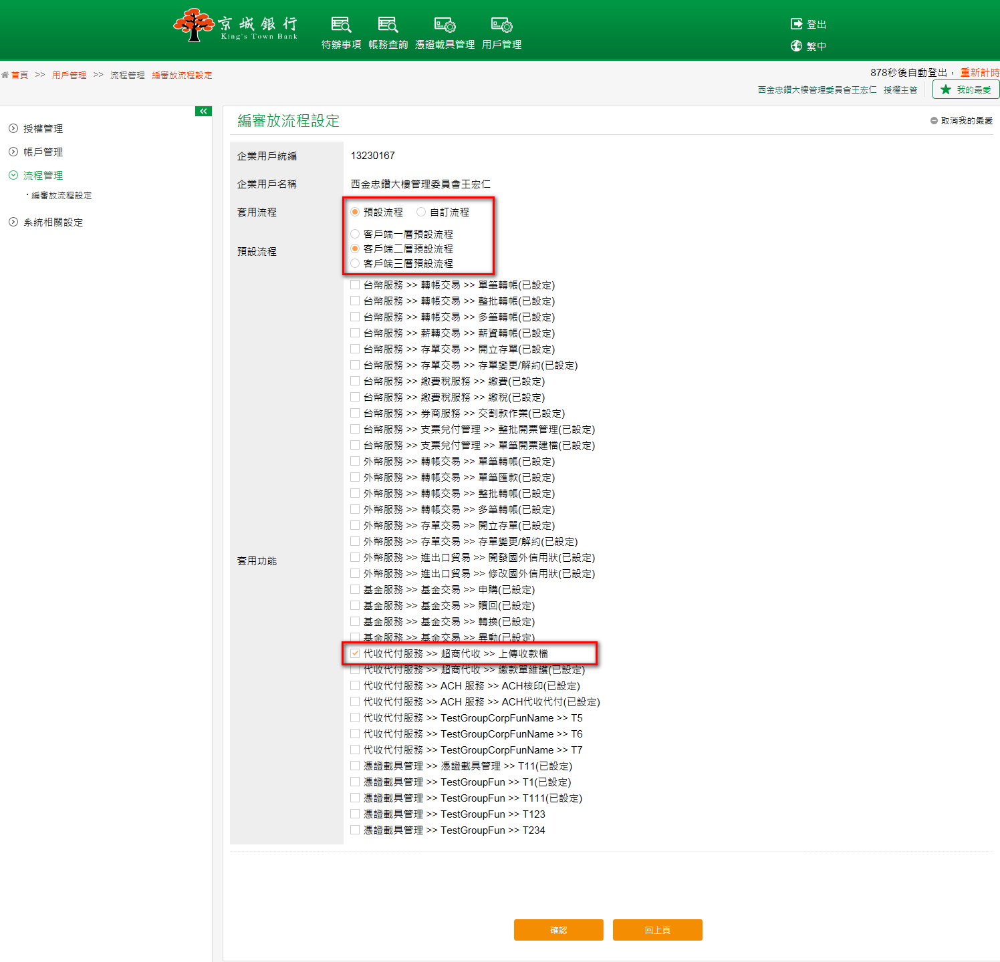 京城銀行
King's Town Bank
待辦事項 帳務查詢 憑證載具管理 用戶管理
登出
繁中
首頁 >> 用戶管理 >> 流程管理 編審放流程設定
878秒後自動登出， 重新計時
西金忠鑽大樓管理委員會王宏仁 授權主管 我的最愛
授權管理
帳戶管理
流程管理
編審放流程設定
系統相關設定
編審放流程設定
取消我的最愛
企業用戶統編 13230167
企業用戶名稱 西金忠鑽大樓管理委員會王宏仁
套用流程 預設流程 自訂流程
預設流程
客戶端一層預設流程
客戶端二層預設流程
客戶端三層預設流程
套用功能
台幣服務 >> 轉帳交易 >> 單筆轉帳(已設定)
台幣服務 >> 轉帳交易 >> 整批轉帳(已設定)
台幣服務 >> 轉帳交易 >> 多筆轉帳(已設定)
台幣服務 >> 薪轉交易 >> 薪資轉帳(已設定)
台幣服務 >> 存單交易 >> 開立存單(已設定)
台幣服務 >> 存單交易 >> 存單變更/解約(已設定)
台幣服務 >> 繳費稅服務 >> 繳費(已設定)
台幣服務 >> 繳費稅服務 >> 繳稅(已設定)
台幣服務 >> 券商服務 >> 交割款作業(已設定)
台幣服務 >> 支票兌付管理 >> 整批開票管理(已設定)
台幣服務 >> 支票兌付管理 >> 單筆開票建檔(已設定)
外幣服務 >> 轉帳交易 >> 單筆轉帳(已設定)
外幣服務 >> 轉帳交易 >> 單筆匯款(已設定)
外幣服務 >> 轉帳交易 >> 整批轉帳(已設定)
外幣服務 >> 轉帳交易 >> 多筆轉帳(已設定)
外幣服務 >> 存單交易 >> 開立存單(已設定)
外幣服務 >> 存單交易 >> 存單變更/解約(已設定)
外幣服務 >> 進出口貿易 >> 開發國外信用狀(已設定)
外幣服務 >> 進出口貿易 >> 修改國外信用狀(已設定)
基金服務 >> 基金交易 >> 申購(已設定)
基金服務 >> 基金交易 >> 贖回(已設定)
基金服務 >> 基金交易 >> 轉換(已設定)
基金服務 >> 基金交易 >> 異動(已設定)
代收代付服務 >> 超商代收 >> 上傳收款檔
代收代付服務 >> 超商代收 >> 繳款單維護(已設定)
代收代付服務 >> ACH 服務 >> ACH核印(已設定)
代收代付服務 >> ACH 服務 >> ACH代收代付(已設定)
代收代付服務 >> TestGroupCorpFunName >> T5
代收代付服務 >> TestGroupCorpFunName >> T6
代收代付服務 >> TestGroupCorpFunName >> T7
憑證載具管理 >> 憑證載具管理 >> T11(已設定)
憑證載具管理 >> TestGroupFun >> T1(已設定)
憑證載具管理 >> TestGroupFun >> T111(已設定)
憑證載具管理 >> TestGroupFun >> T123
憑證載具管理 >> TestGroupFun >> T234
確認 回上頁